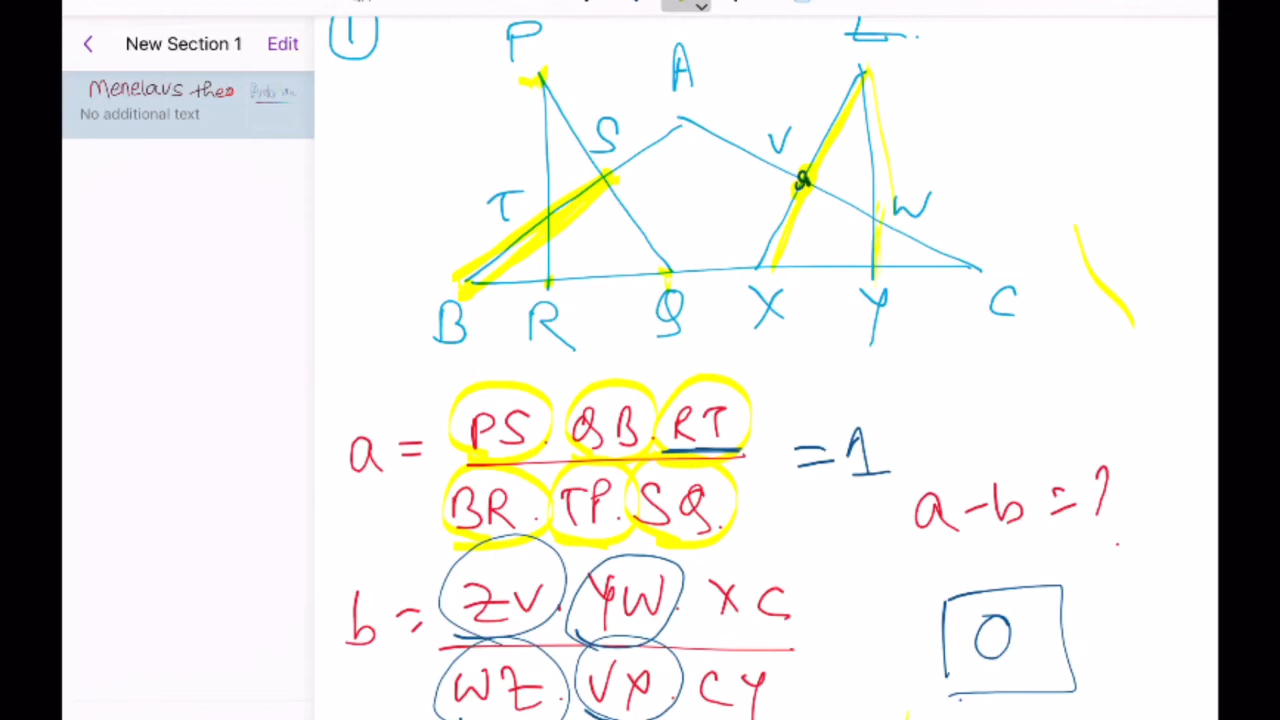 New Section 1 Edit
Menelaus theo
No additional text
1
P A Z
S V
T W
B R Q X Y C
a = PS . QB . RT = 1
BR . TP . SQ
a - b = ?
b = ZV . YW . XC
WZ . VX . CY
0